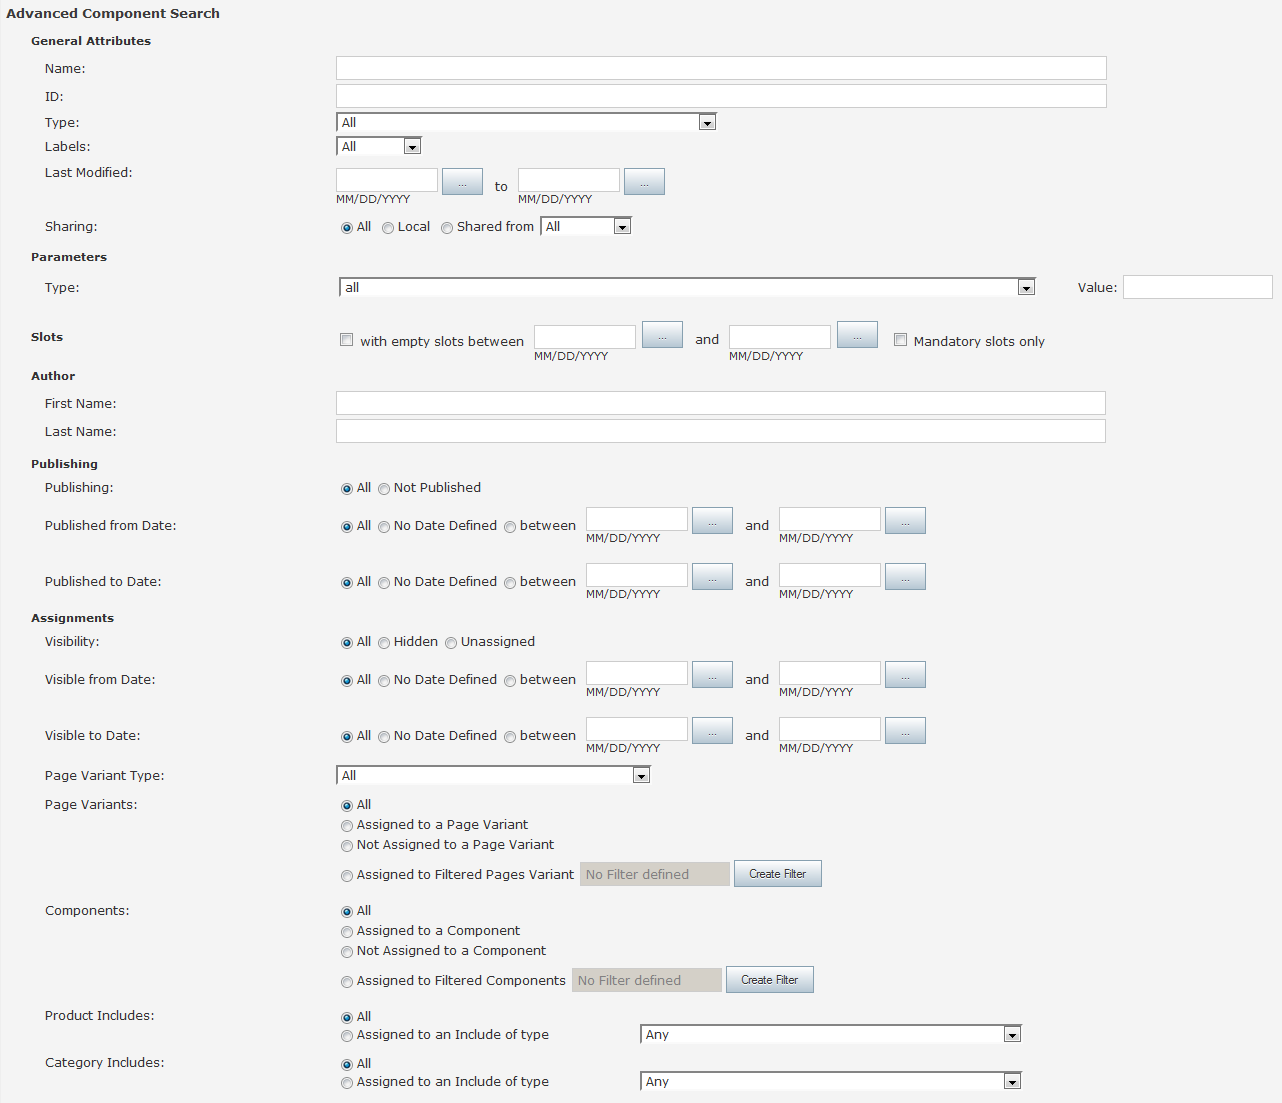 Advanced Component Search
General Attributes
Name:
ID:
Type: All
Labels: All
Last Modified: ... to ...
MM/DD/YYYY MM/DD/YYYY
Sharing: All Local Shared from All
Parameters
Type: all Value:
Slots with empty slots between ... and ... Mandatory slots only
MM/DD/YYYY MM/DD/YYYY
Author
First Name:
Last Name:
Publishing
Publishing: All Not Published
Published from Date: All No Date Defined between ... and ...
MM/DD/YYYY MM/DD/YYYY
Published to Date: All No Date Defined between ... and ...
MM/DD/YYYY MM/DD/YYYY
Assignments
Visibility: All Hidden Unassigned
Visible from Date: All No Date Defined between ... and ...
MM/DD/YYYY MM/DD/YYYY
Visible to Date: All No Date Defined between ... and ...
MM/DD/YYYY MM/DD/YYYY
Page Variant Type: All
Page Variants: All
Assigned to a Page Variant
Not Assigned to a Page Variant
Assigned to Filtered Pages Variant No Filter defined Create Filter
Components: All
Assigned to a Component
Not Assigned to a Component
Assigned to Filtered Components No Filter defined Create Filter
Product Includes: All
Assigned to an Include of type Any
Category Includes: All
Assigned to an Include of type Any